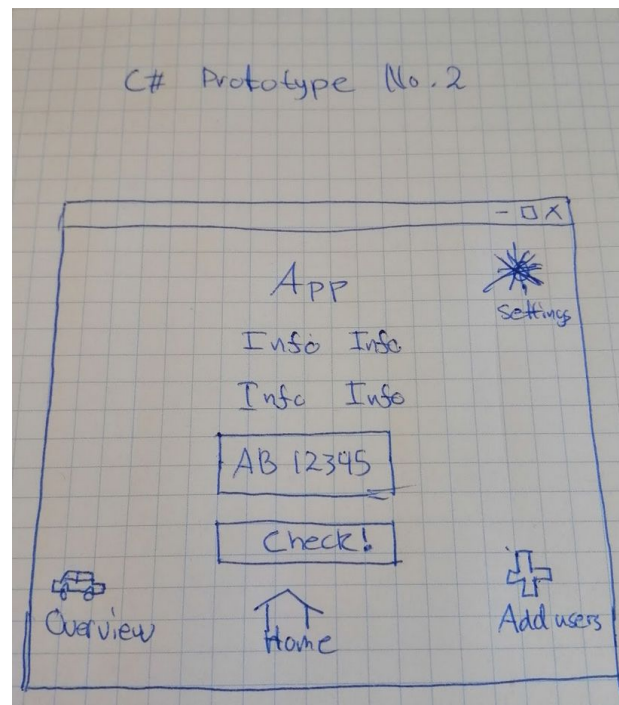 C# Prototype No.2
- □ X
App
Settings
Info Info
Info Info
AB 12345
Check!
Overview
Home
Add users